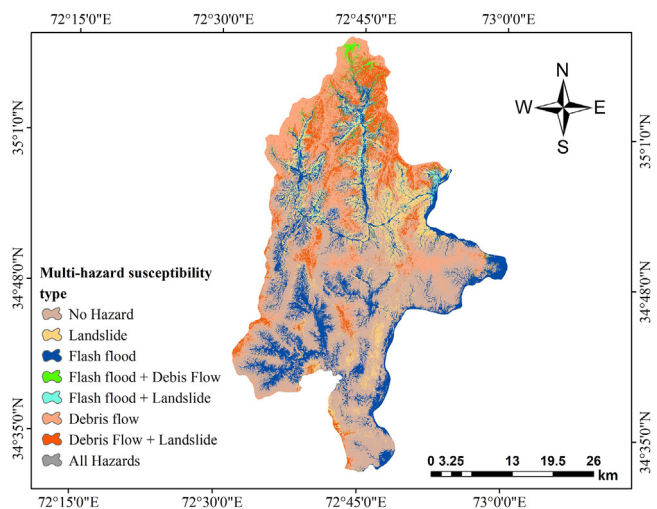 72°15'0"E 72°30'0"E 72°45'0"E 73°0'0"E
N
W E
S
35°1'0"N
35°1'0"N
34°48'0"N
34°48'0"N
34°35'0"N
34°35'0"N
Multi-hazard susceptibility
type
No Hazard
Landslide
Flash flood
Flash flood + Debis Flow
Flash flood + Landslide
Debris flow
Debris Flow + Landslide
All Hazards
0 3.25 13 19.5 26
km
72°15'0"E 72°30'0"E 72°45'0"E 73°0'0"E